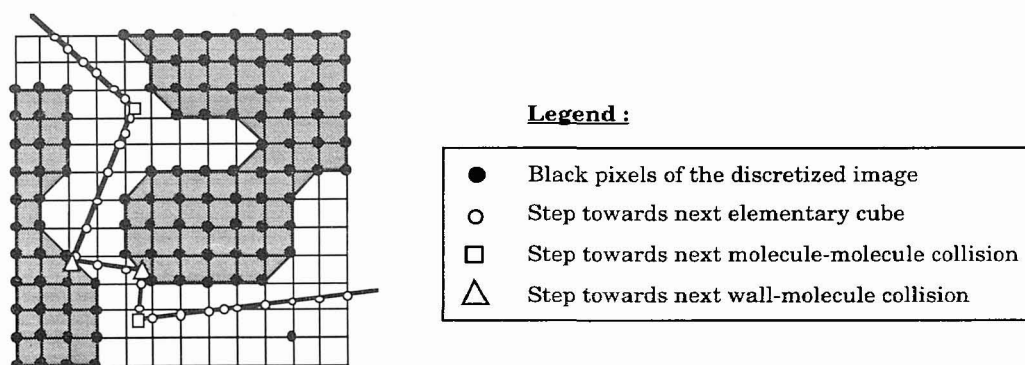 Legend :
Black pixels of the discretized image
Step towards next elementary cube
Step towards next molecule-molecule collision
Step towards next wall-molecule collision